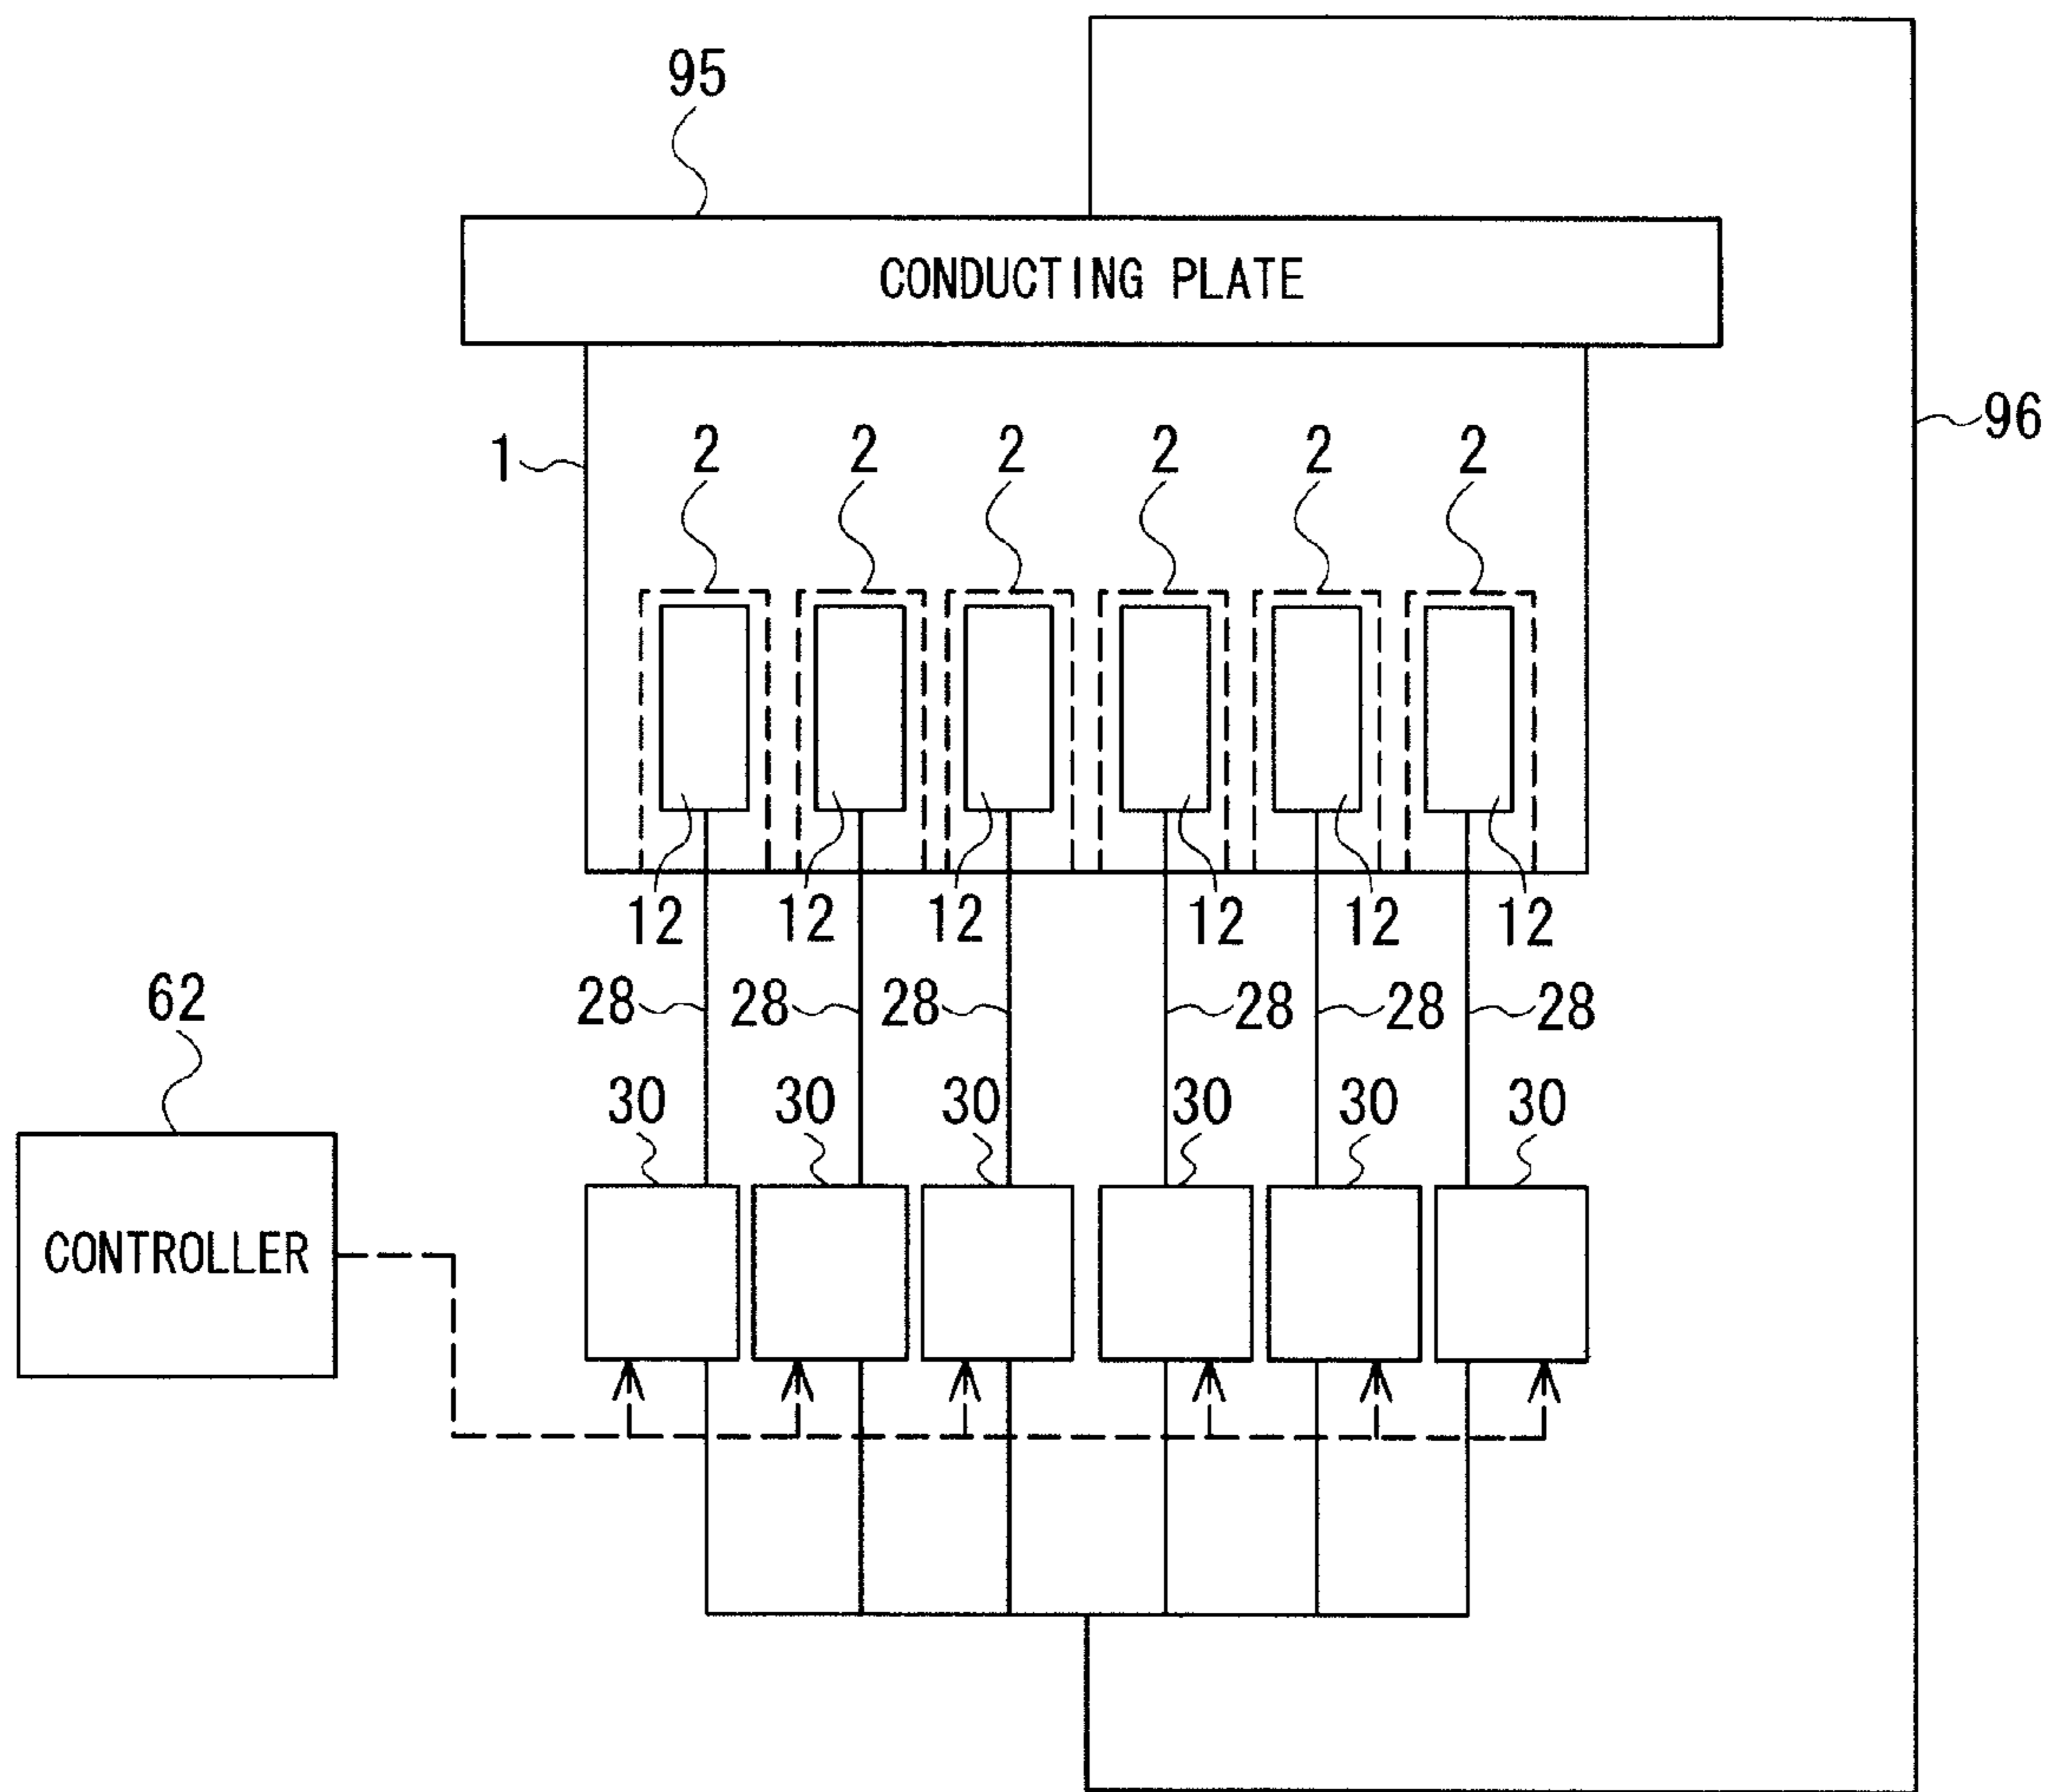 95
CONDUCTING PLATE
96
1
2 2 2 2 2 2
12 12 12 12 12 12
62
28 28 28 28 28 28
30 30 30 30 30 30
CONTROLLER